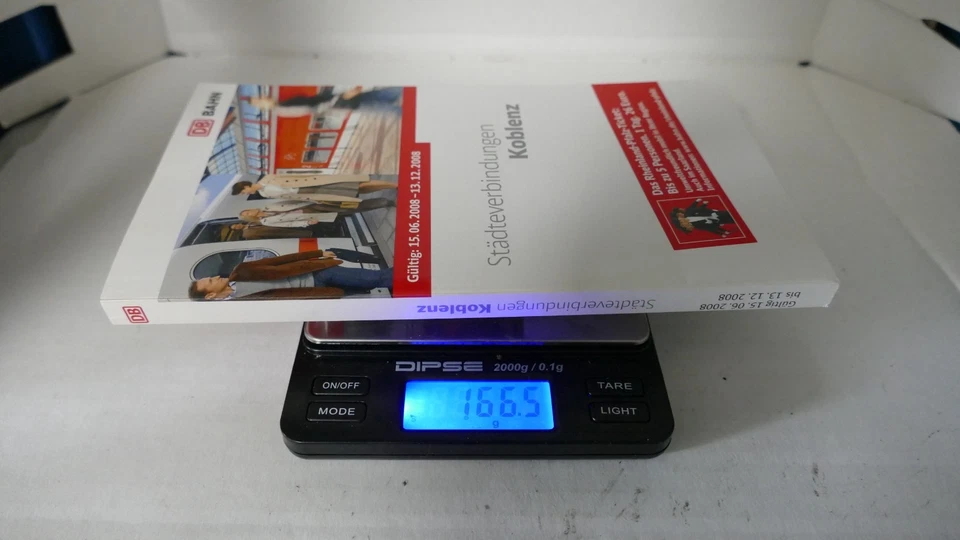 DB BAHN
Gültig: 15.06.2008–13.12.2008
Städteverbindungen
Koblenz
Das Rheinland-Pfalz-Ticket:
Bis zu 5 Personen. 1 Tag. 26 Euro.
DB
Städteverbindungen Koblenz
Gültig 15. 06. 2008
bis 13. 12. 2008
DIPSE 2000g / 0.1g
ON/OFF
MODE
166.5
g
TARE
LIGHT